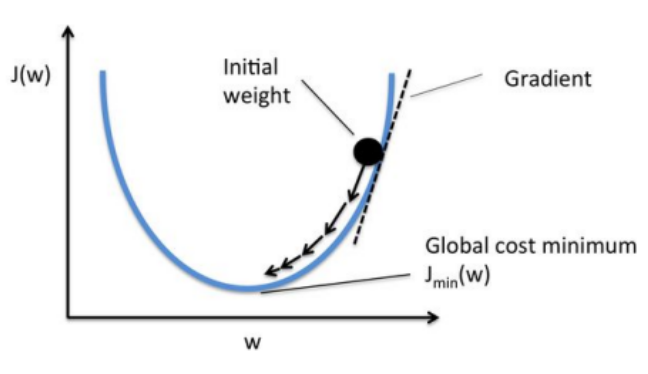 J(w)
Initial
weight
Gradient
Global cost minimum
Jmin(w)
w